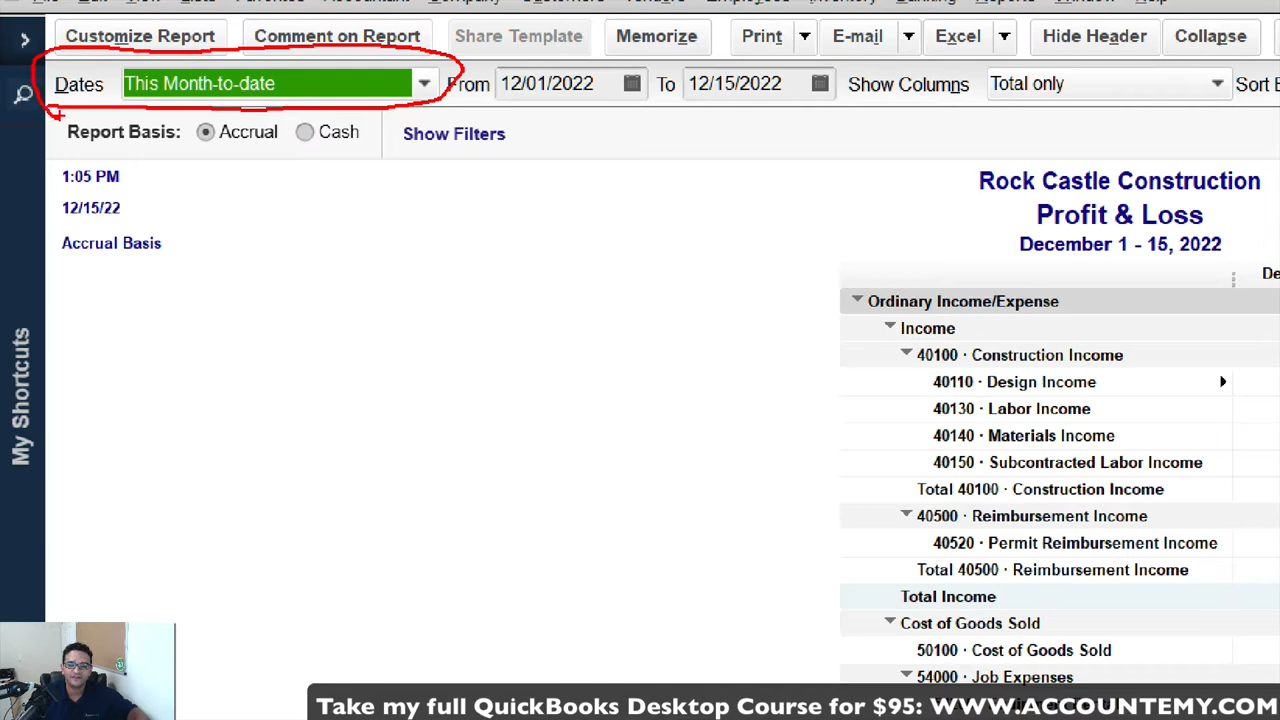 Customize Report Comment on Report Share Template Memorize Print E-mail Excel Hide Header Collapse
Dates This Month-to-date From 12/01/2022 To 12/15/2022 Show Columns Total only Sort
Report Basis: Accrual Cash Show Filters
1:05 PM
12/15/22
Accrual Basis
Rock Castle Construction
Profit & Loss
December 1 - 15, 2022
De
Ordinary Income/Expense
Income
40100 · Construction Income
40110 · Design Income
40130 · Labor Income
40140 · Materials Income
40150 · Subcontracted Labor Income
Total 40100 · Construction Income
40500 · Reimbursement Income
40520 · Permit Reimbursement Income
Total 40500 · Reimbursement Income
Total Income
Cost of Goods Sold
50100 · Cost of Goods Sold
54000 · Job Expenses
My Shortcuts
Take my full QuickBooks Desktop Course for $95: WWW.ACCOUNTEMY.COM